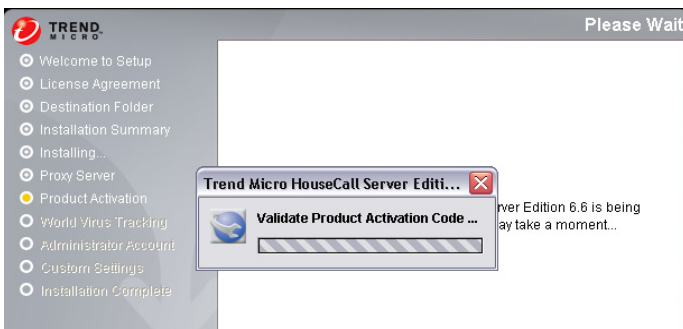 TREND
MICRO
Please Wait
Welcome to Setup
License Agreement
Destination Folder
Installation Summary
Installing...
Proxy Server
Product Activation
World Virus Tracking
Administrator Account
Custom Settings
Installation Complete
Trend Micro HouseCall Server Editi...
Validate Product Activation Code ...
rver Edition 6.6 is being
ay take a moment...